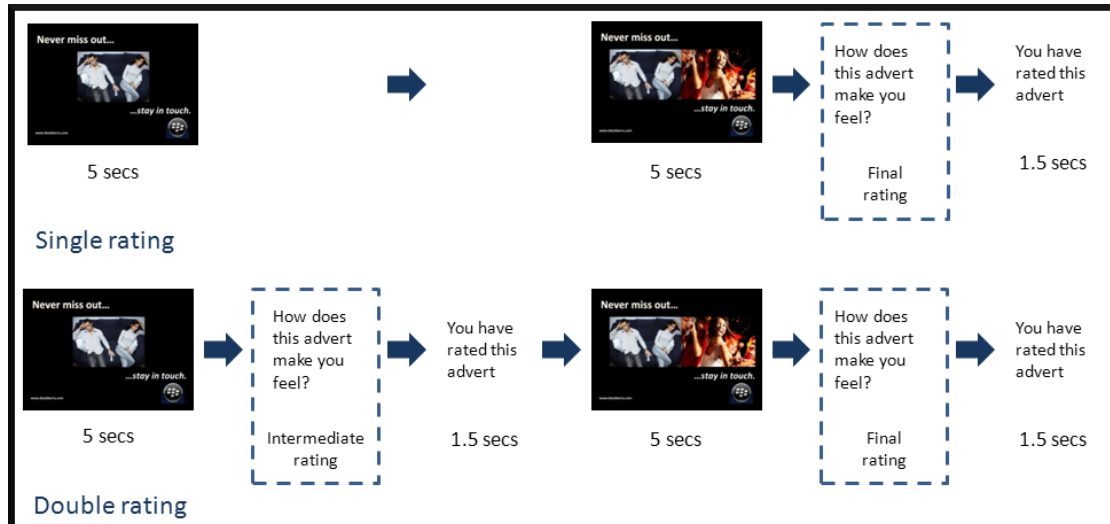 Never miss out...
...stay in touch.
5 secs
Never miss out...
...stay in touch.
5 secs
How does
this advert
make you
feel?
Final
rating
You have
rated this
advert
1.5 secs
Single rating
Never miss out...
...stay in touch.
5 secs
How does
this advert
make you
feel?
Intermediate
rating
You have
rated this
advert
1.5 secs
Never miss out...
...stay in touch.
5 secs
How does
this advert
make you
feel?
Final
rating
You have
rated this
advert
1.5 secs
Double rating